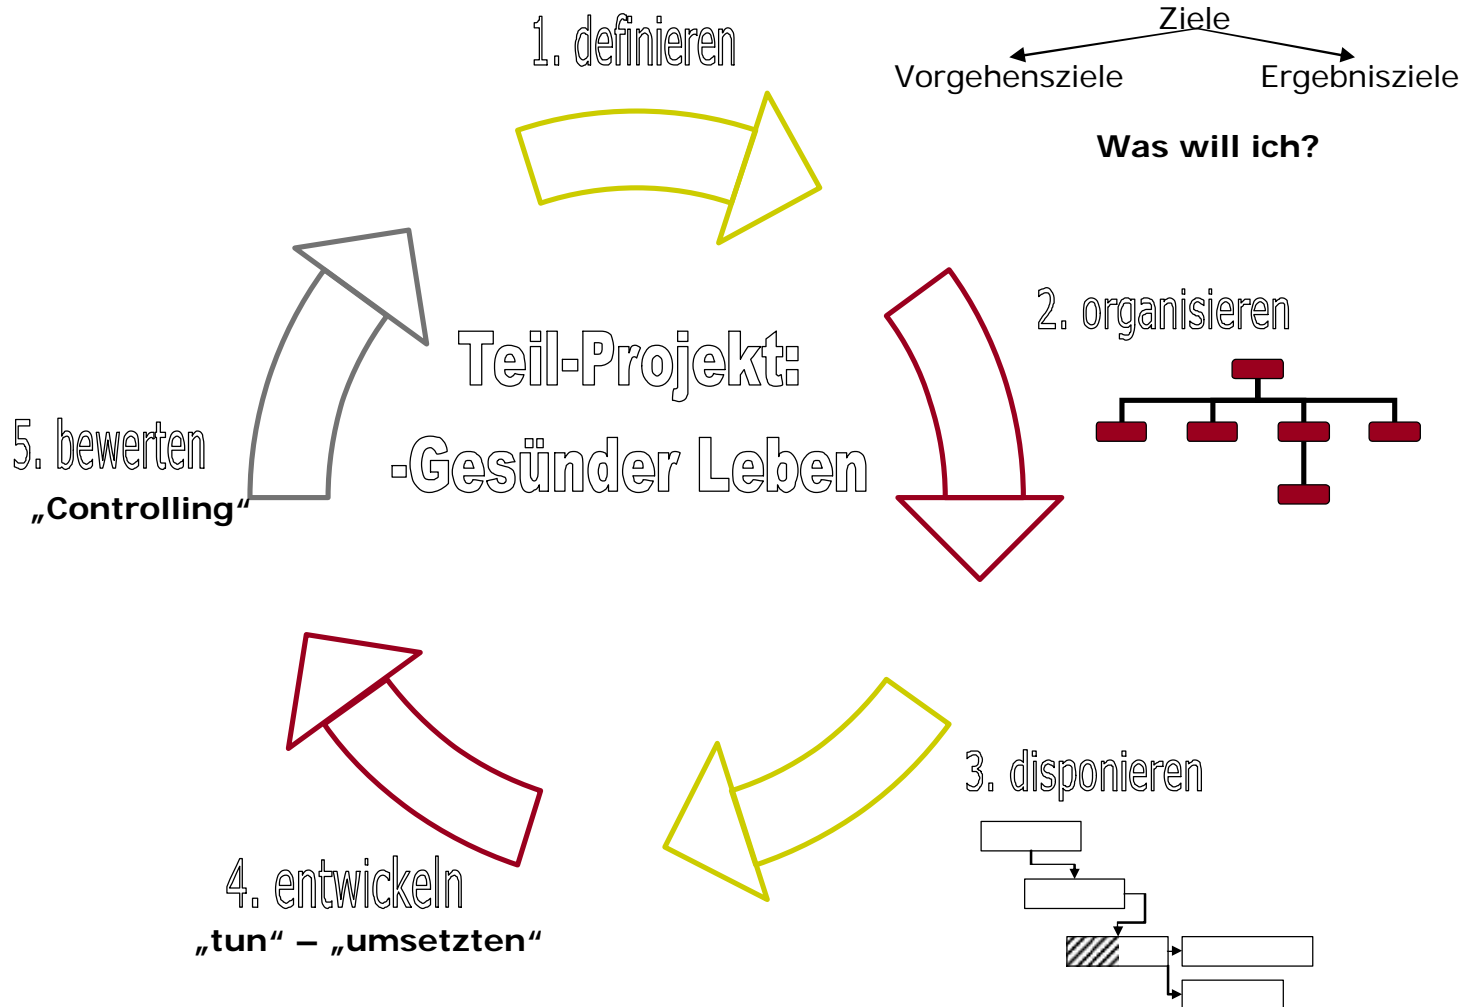 1. definieren
Ziele
Vorgehensziele Ergebnisziele
Was will ich?
2. organisieren
Teil-Projekt:
-Gesünder Leben
5. bewerten
„Controlling“
3. disponieren
4. entwickeln
„tun“ – „umsetzten“